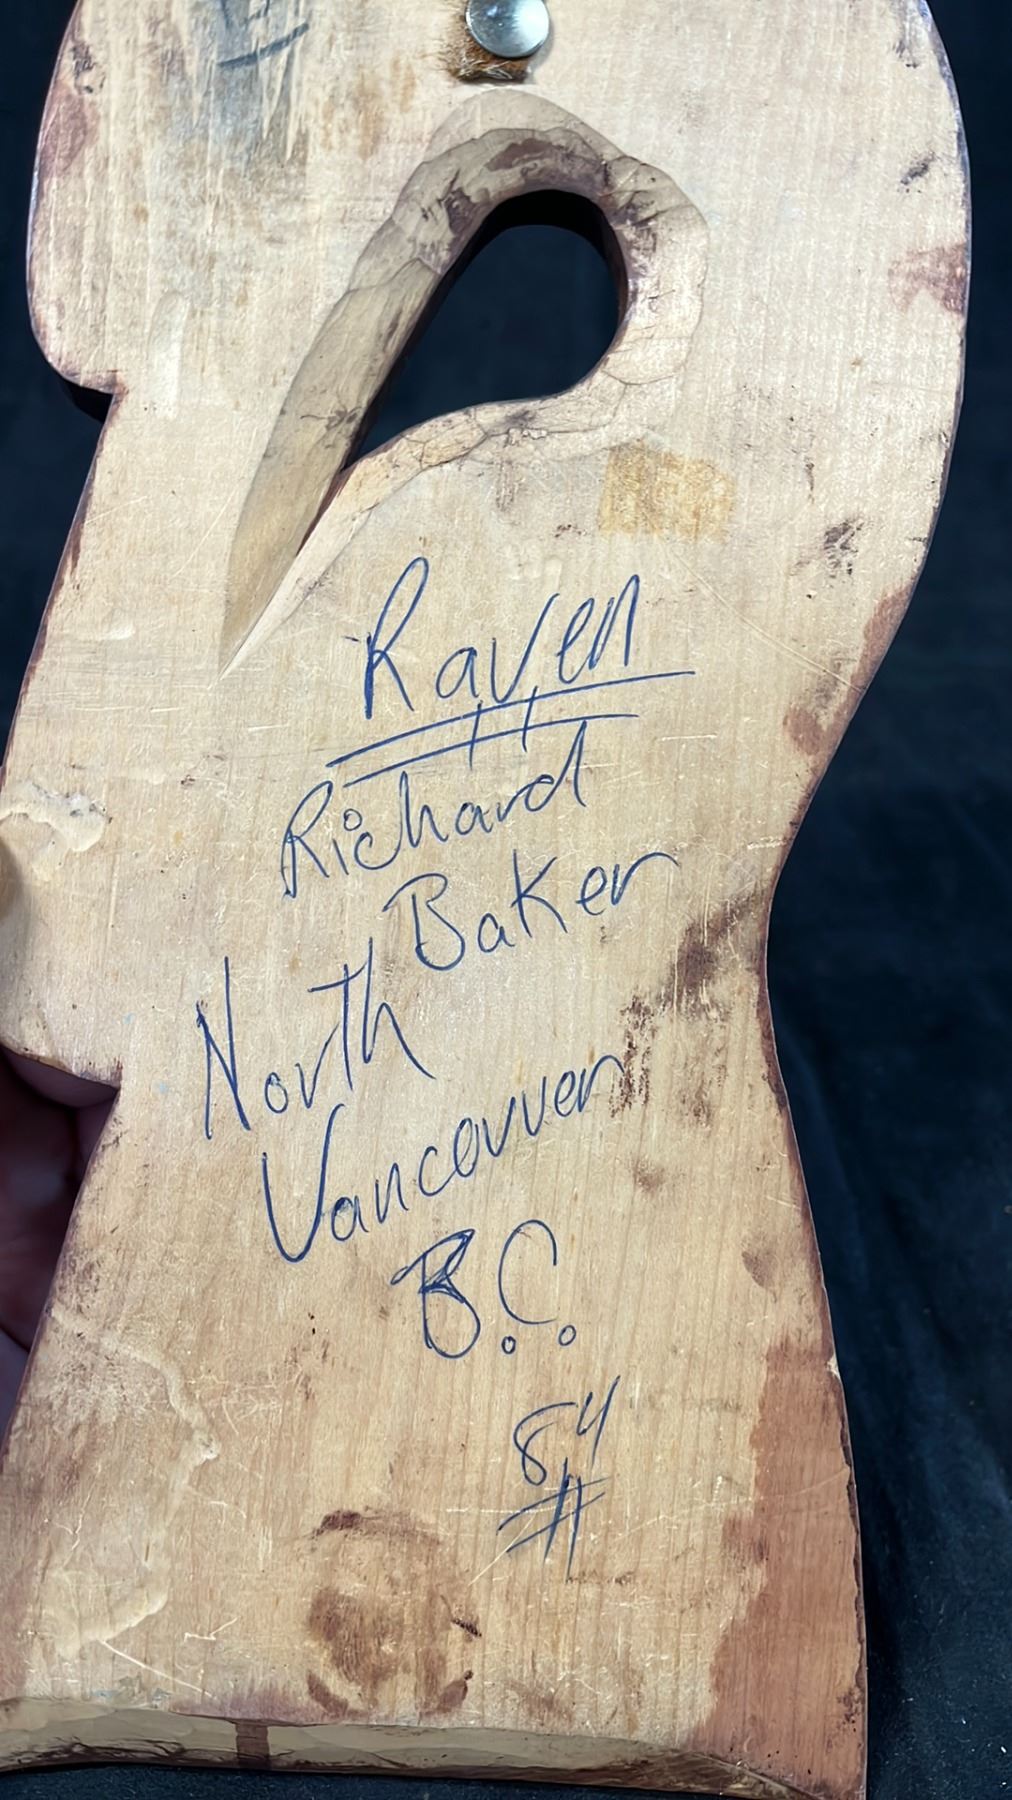 Raven
Richard
Baker
North
Vancouver
B.C.
84